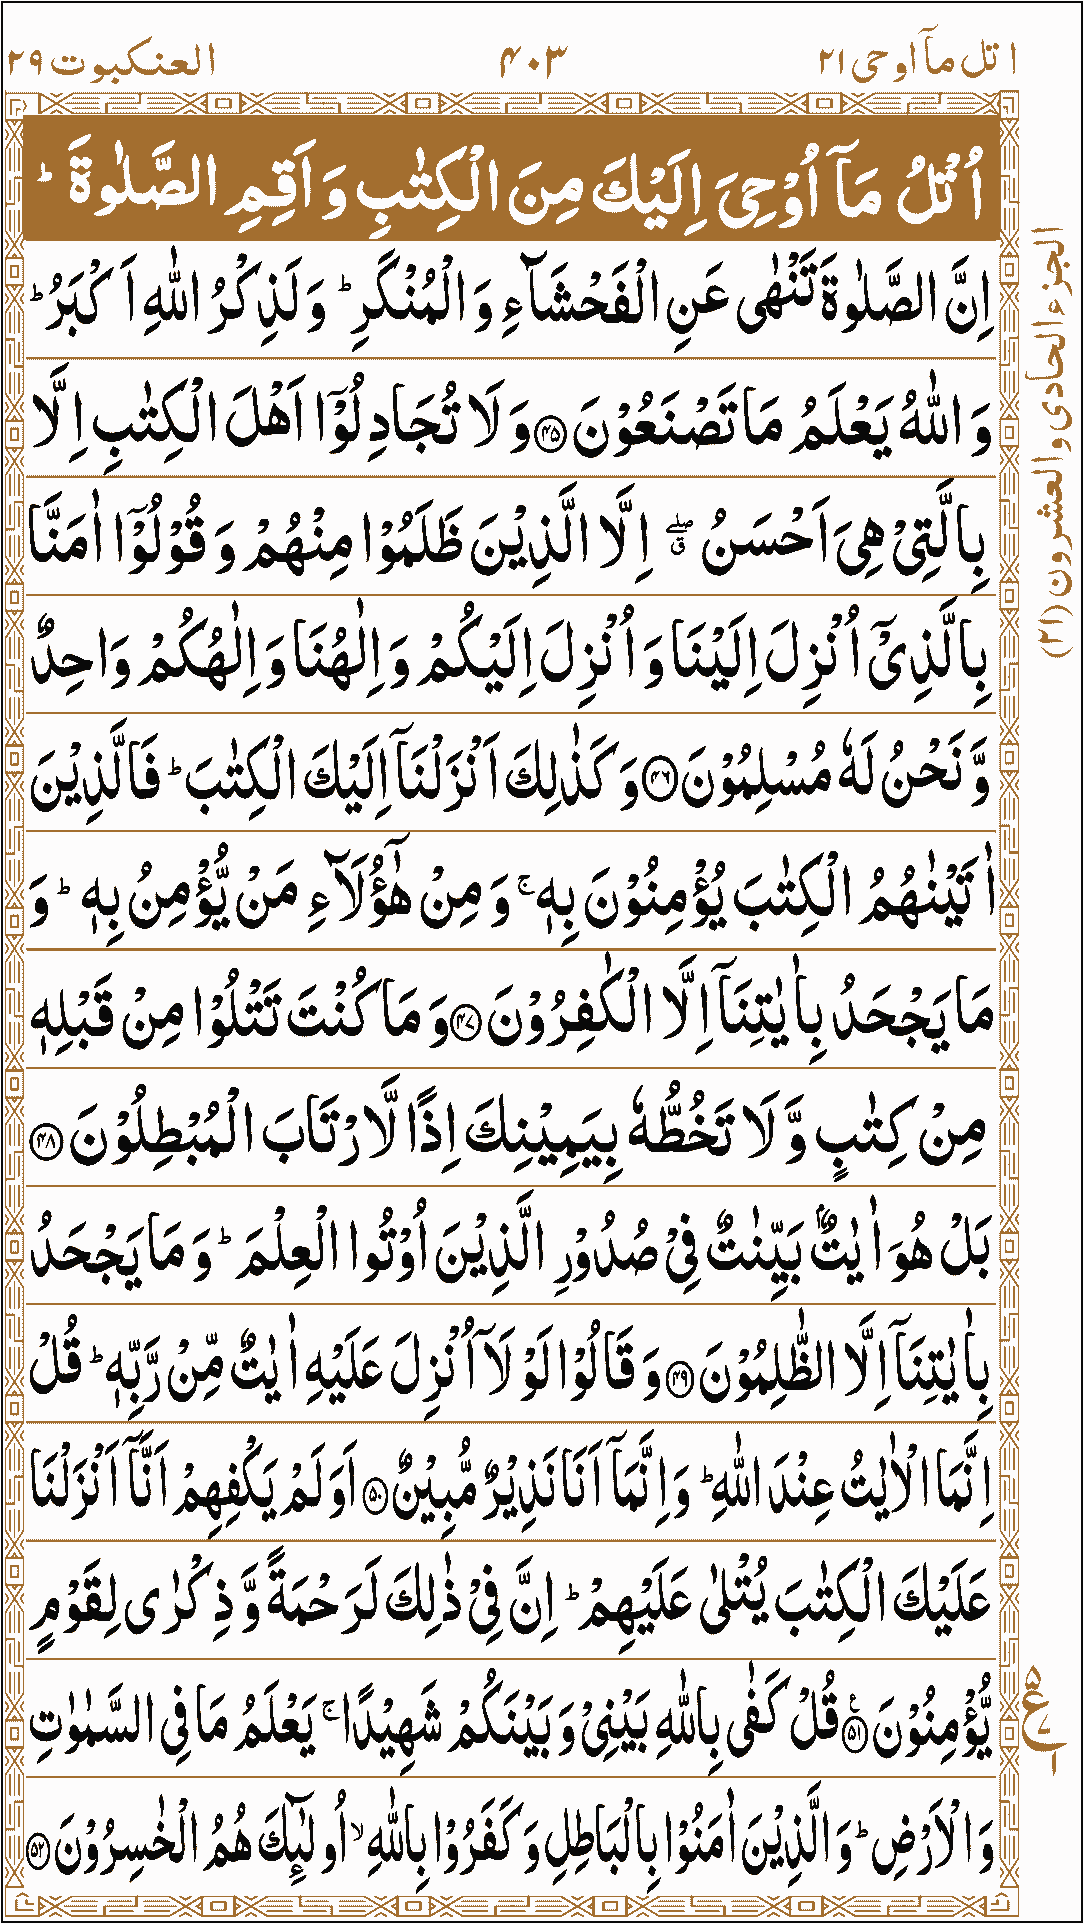 اتل مآ اوحی ۲۱
۴۰۳
العنکبوت ۲۹
اُتْلُ مَاۤ اُوْحِیَ اِلَیْكَ مِنَ الْكِتٰبِ وَ اَقِمِ الصَّلٰوةَ ؕ
اِنَّ الصَّلٰوةَ تَنْهٰى عَنِ الْفَحْشَآءِ وَ الْمُنْكَرِ ؕ وَ لَذِكْرُ اللّٰهِ اَكْبَرُ ؕ
وَ اللّٰهُ یَعْلَمُ مَا تَصْنَعُوْنَ ﴿۴۵﴾ وَ لَا تُجَادِلُوْۤا اَهْلَ الْكِتٰبِ اِلَّا
بِالَّتِیْ هِیَ اَحْسَنُ ۖۗ اِلَّا الَّذِیْنَ ظَلَمُوْا مِنْهُمْ وَ قُوْلُوْۤا اٰمَنَّا
بِالَّذِیْۤ اُنْزِلَ اِلَیْنَا وَ اُنْزِلَ اِلَیْكُمْ وَ اِلٰهُنَا وَ اِلٰهُكُمْ وَاحِدٌ
وَّ نَحْنُ لَهٗ مُسْلِمُوْنَ ﴿۴۶﴾ وَ كَذٰلِكَ اَنْزَلْنَاۤ اِلَیْكَ الْكِتٰبَ ؕ فَالَّذِیْنَ
اٰتَیْنٰهُمُ الْكِتٰبَ یُؤْمِنُوْنَ بِهٖ ۚ وَ مِنْ هٰۤؤُلَآءِ مَنْ یُّؤْمِنُ بِهٖ ؕ وَ
مَا یَجْحَدُ بِاٰیٰتِنَاۤ اِلَّا الْكٰفِرُوْنَ ﴿۴۷﴾ وَ مَا كُنْتَ تَتْلُوْا مِنْ قَبْلِهٖ
مِنْ كِتٰبٍ وَّ لَا تَخُطُّهٗ بِیَمِیْنِكَ اِذًا لَّارْتَابَ الْمُبْطِلُوْنَ ﴿۴۸﴾
بَلْ هُوَ اٰیٰتٌۢ بَیِّنٰتٌ فِیْ صُدُوْرِ الَّذِیْنَ اُوْتُوا الْعِلْمَ ؕ وَ مَا یَجْحَدُ
بِاٰیٰتِنَاۤ اِلَّا الظّٰلِمُوْنَ ﴿۴۹﴾ وَ قَالُوْا لَوْ لَاۤ اُنْزِلَ عَلَیْهِ اٰیٰتٌ مِّنْ رَّبِّهٖ ؕ قُلْ
اِنَّمَا الْاٰیٰتُ عِنْدَ اللّٰهِ ؕ وَ اِنَّمَاۤ اَنَا نَذِیْرٌ مُّبِیْنٌ ﴿۵۰﴾ اَوَ لَمْ یَكْفِهِمْ اَنَّاۤ اَنْزَلْنَا
عَلَیْكَ الْكِتٰبَ یُتْلٰى عَلَیْهِمْ ؕ اِنَّ فِیْ ذٰلِكَ لَرَحْمَةً وَّ ذِكْرٰى لِقَوْمٍ
یُّؤْمِنُوْنَ ﴿۵۱﴾ قُلْ كَفٰى بِاللّٰهِ بَیْنِیْ وَ بَیْنَكُمْ شَهِیْدًا ۚ یَعْلَمُ مَا فِی السَّمٰوٰتِ
وَ الْاَرْضِ ؕ وَ الَّذِیْنَ اٰمَنُوْا بِالْبَاطِلِ وَ كَفَرُوْا بِاللّٰهِ ۙ اُولٰٓىِٕكَ هُمُ الْخٰسِرُوْنَ ﴿۵۲﴾
الجزء الحادی والعشرون (۲۱)
۵ ع ۷ ۱